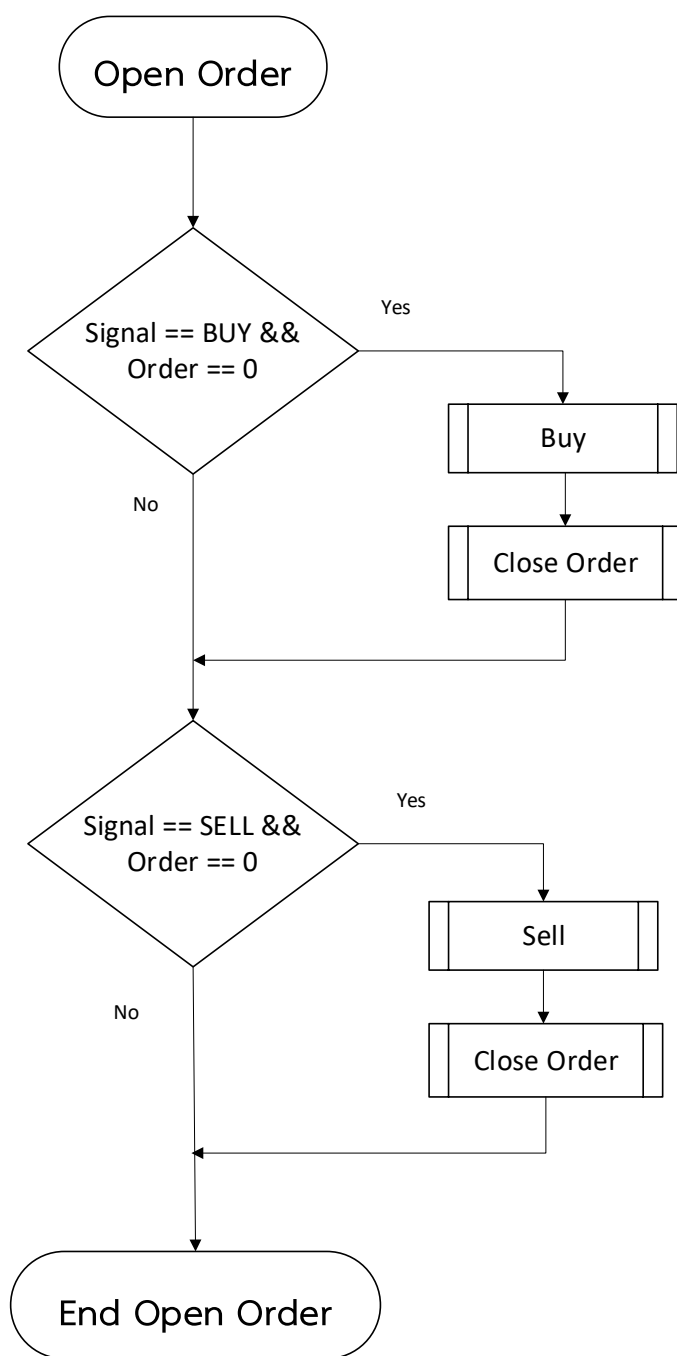 Open Order
Signal == BUY &&
Order == 0
Yes
Buy
No
Close Order
Signal == SELL &&
Order == 0
Yes
Sell
No
Close Order
End Open Order